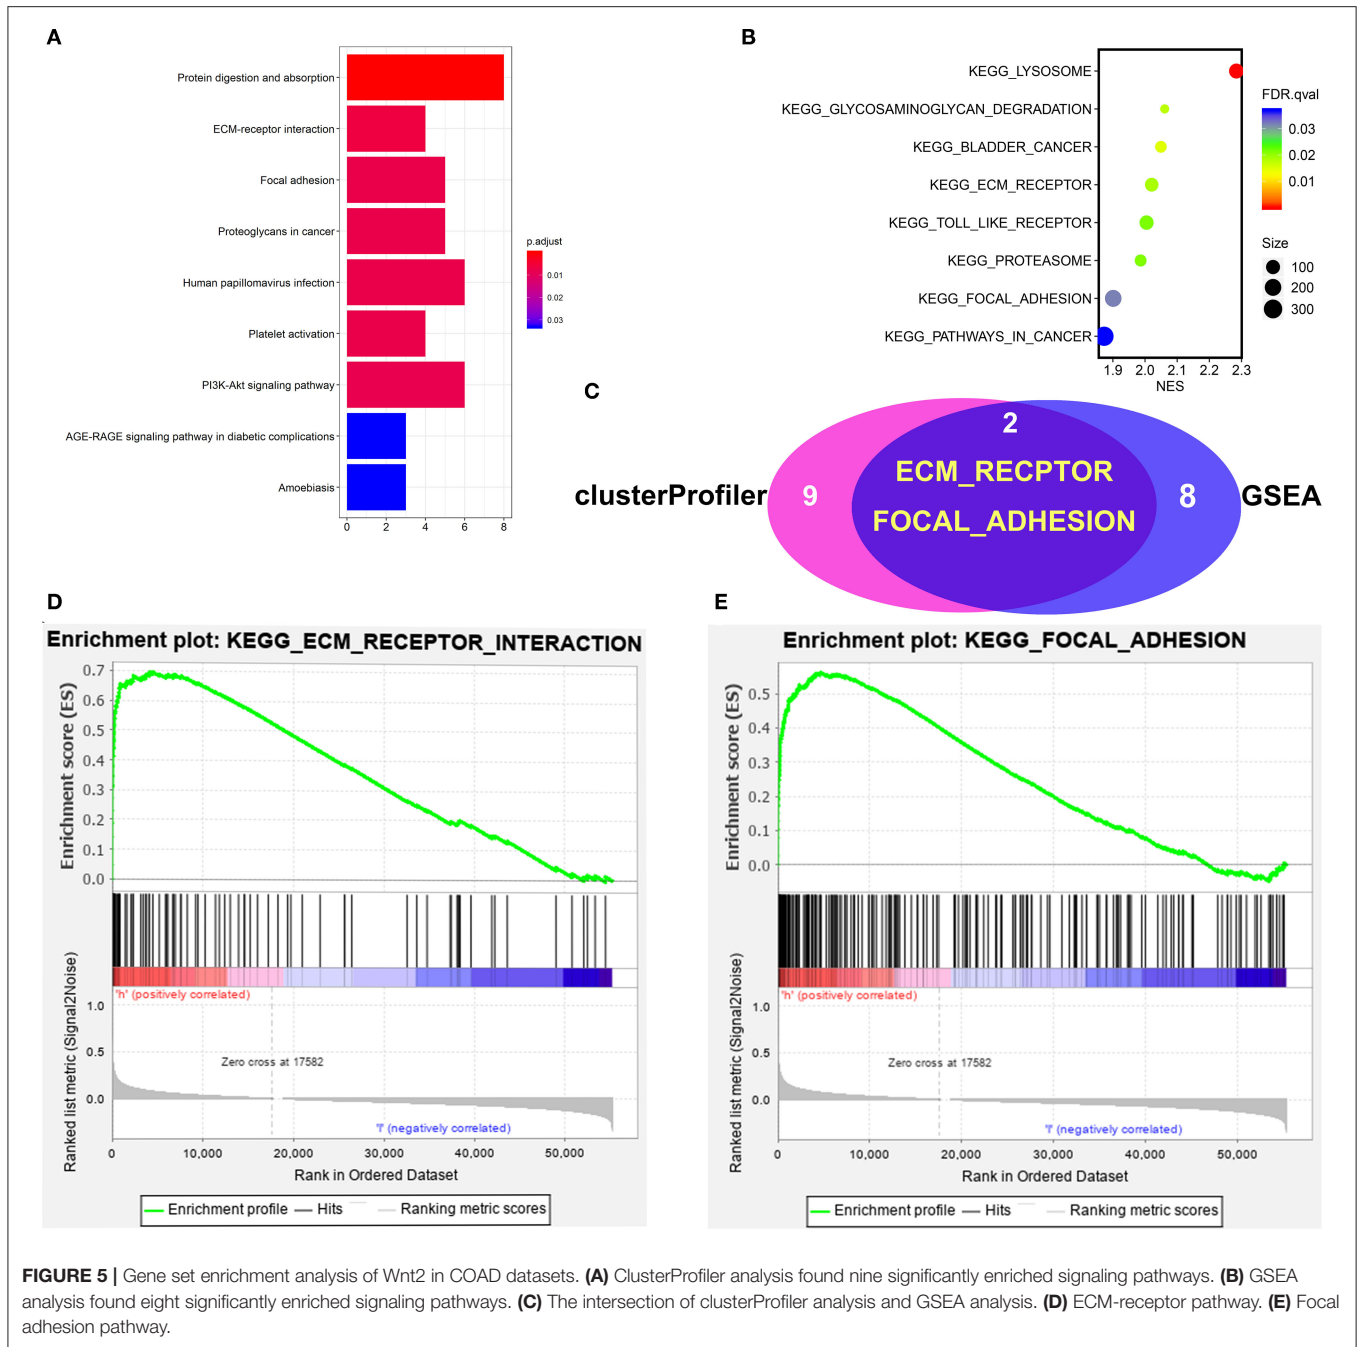 A
Protein digestion and absorption
ECM-receptor interaction
Focal adhesion
Proteoglycans in cancer
Human papillomavirus infection
Platelet activation
PI3K-Akt signaling pathway
AGE-RAGE signaling pathway in diabetic complications
Amoebiasis
0 2 4 6 8
p.adjust
0.01
0.02
0.03
B
KEGG_LYSOSOME
KEGG_GLYCOSAMINOGLYCAN_DEGRADATION
KEGG_BLADDER_CANCER
KEGG_ECM_RECEPTOR
KEGG_TOLL_LIKE_RECEPTOR
KEGG_PROTEASOME
KEGG_FOCAL_ADHESION
KEGG_PATHWAYS_IN_CANCER
1.9 2.0 2.1 2.2 2.3
NES
FDR.qval
0.03
0.02
0.01
Size
100
200
300
C
clusterProfiler
9
2
ECM_RECPTOR
FOCAL_ADHESION
8
GSEA
D
Enrichment plot: KEGG_ECM_RECEPTOR_INTERACTION
Enrichment score (ES)
0.7
0.6
0.5
0.4
0.3
0.2
0.1
0.0
Ranked list metric (Signal2Noise)
'h' (positively correlated)
1.0
0.5
0.0
Zero cross at 17582
'l' (negatively correlated)
0 10,000 20,000 30,000 40,000 50,000
Rank in Ordered Dataset
Enrichment profile Hits Ranking metric scores
E
Enrichment plot: KEGG_FOCAL_ADHESION
Enrichment score (ES)
0.5
0.4
0.3
0.2
0.1
0.0
Ranked list metric (Signal2Noise)
'h' (positively correlated)
1.0
0.5
0.0
Zero cross at 17582
'l' (negatively correlated)
0 10,000 20,000 30,000 40,000 50,000
Rank in Ordered Dataset
Enrichment profile Hits Ranking metric scores
FIGURE 5 | Gene set enrichment analysis of Wnt2 in COAD datasets. (A) ClusterProfiler analysis found nine significantly enriched signaling pathways. (B) GSEA
analysis found eight significantly enriched signaling pathways. (C) The intersection of clusterProfiler analysis and GSEA analysis. (D) ECM-receptor pathway. (E) Focal
adhesion pathway.